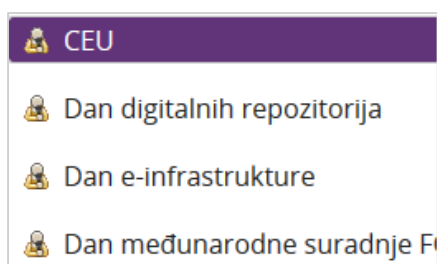 CEU
Dan digitalnih repozitorija
Dan e-infrastrukture
Dan međunarodne suradnje